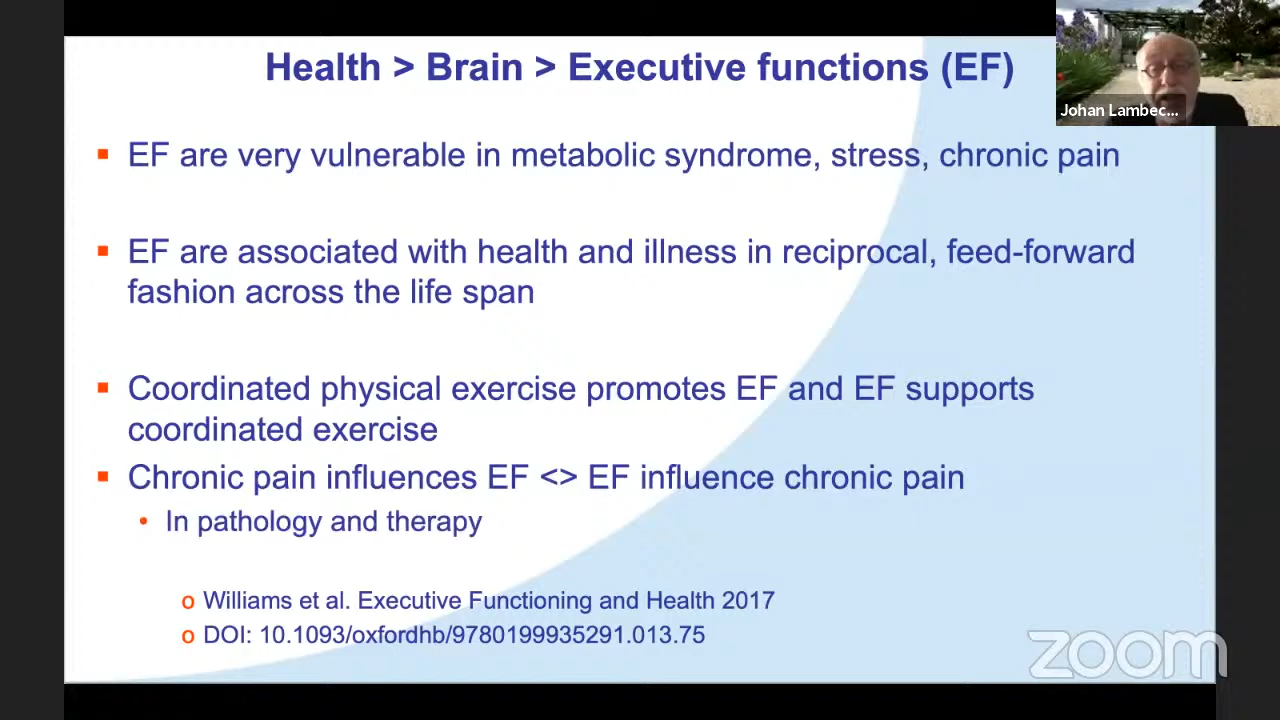 Health > Brain > Executive functions (EF)
Johan Lambec...
EF are very vulnerable in metabolic syndrome, stress, chronic pain
EF are associated with health and illness in reciprocal, feed-forward
fashion across the life span
Coordinated physical exercise promotes EF and EF supports
coordinated exercise
Chronic pain influences EF <> EF influence chronic pain
In pathology and therapy
Williams et al. Executive Functioning and Health 2017
DOI: 10.1093/oxfordhb/9780199935291.013.75
zoom